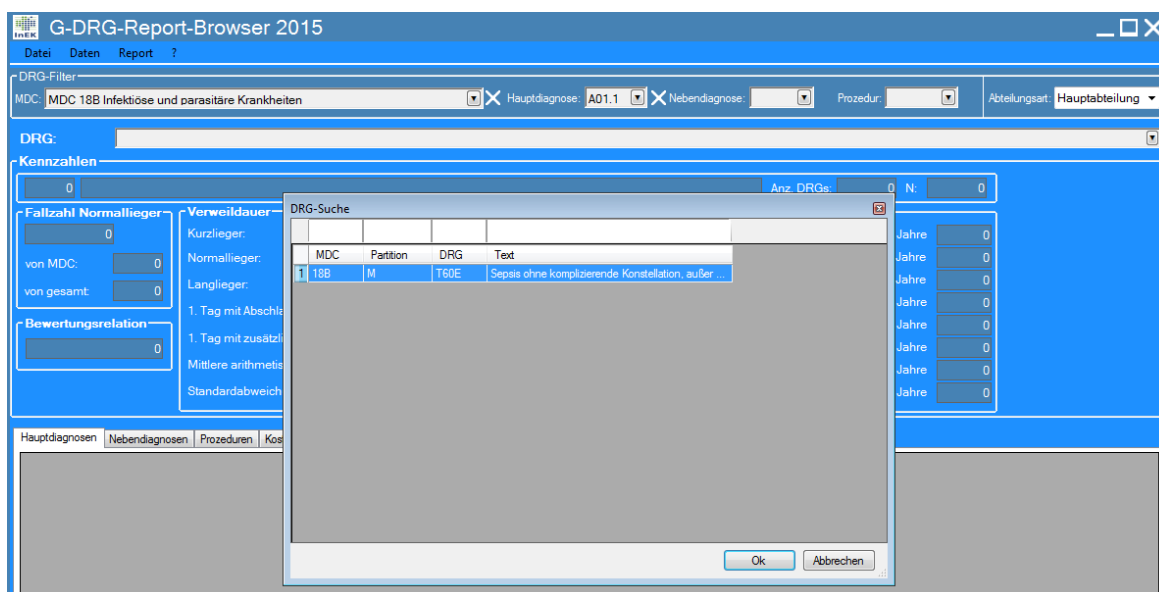 InEK G-DRG-Report-Browser 2015
Datei Daten Report ?
DRG-Filter
MDC: MDC 18B Infektiöse und parasitäre Krankheiten Hauptdiagnose: A01.1 Nebendiagnose: Prozedur: Abteilungsart: Hauptabteilung
DRG:
Kennzahlen
0 Anz. DRGs: 0 N: 0
Fallzahl Normallieger
0
von MDC: 0
von gesamt: 0
Bewertungsrelation
0
Verweildauer
Kurzlieger:
Normallieger:
Langlieger:
1. Tag mit Abschla
1. Tag mit zusätzli
Mittlere arithmetis
Standardabweich
DRG-Suche
MDC Partition DRG Text
1 18B M T60E Sepsis ohne komplizierende Konstellation, außer ...
Ok Abbrechen
Jahre 0
Jahre 0
Jahre 0
Jahre 0
Jahre 0
Jahre 0
Jahre 0
Jahre 0
Hauptdiagnosen Nebendiagnosen Prozeduren Kos